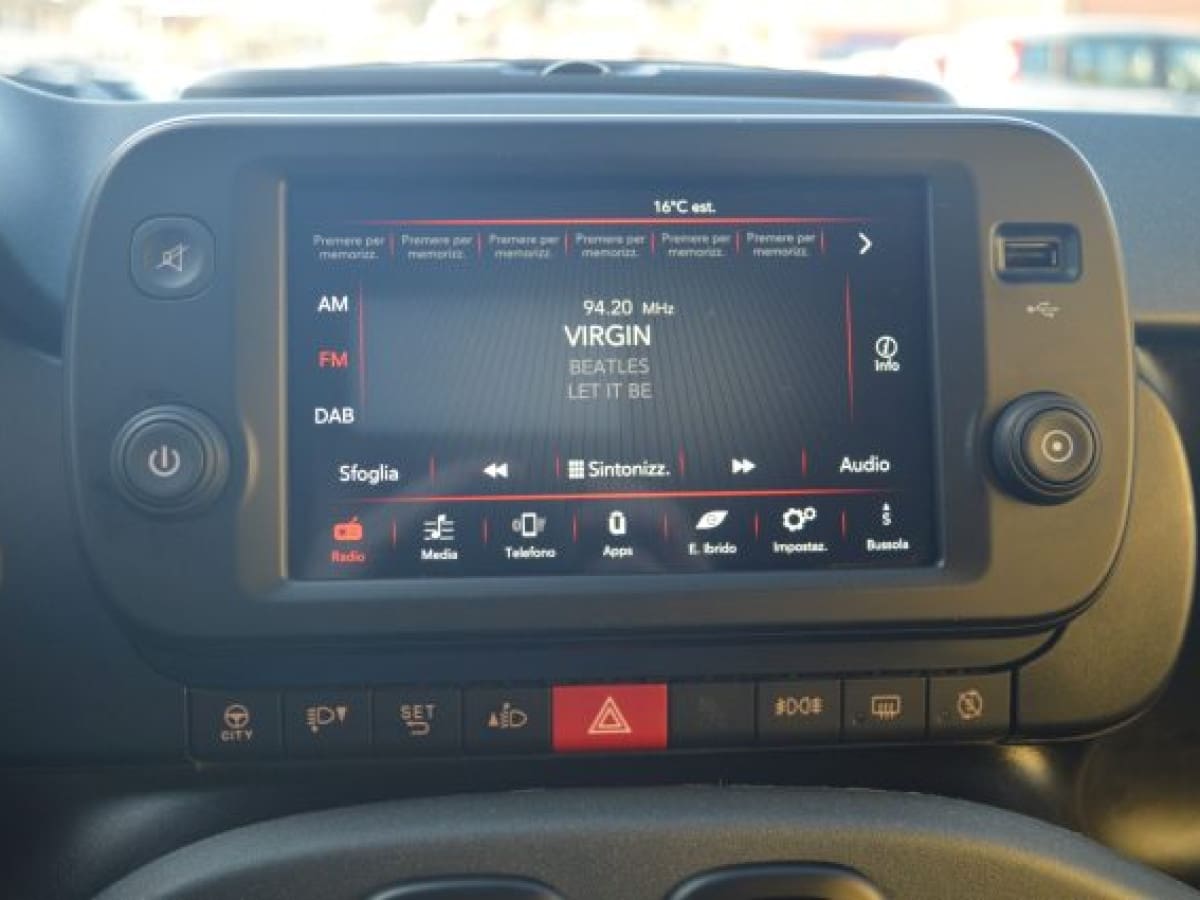 16°C est.
Premere per Premere per Premere per Premere per Premere per Premere per
memorizz. memorizz. memorizz. memorizz. memorizz. memorizz.
AM
94.20 MHz
VIRGIN
FM
BEATLES
Info
LET IT BE
DAB
Sfoglia Sintonizz. Audio
Radio Media Telefono Apps E. Ibrido Impostaz. S Bussola
CITY SET